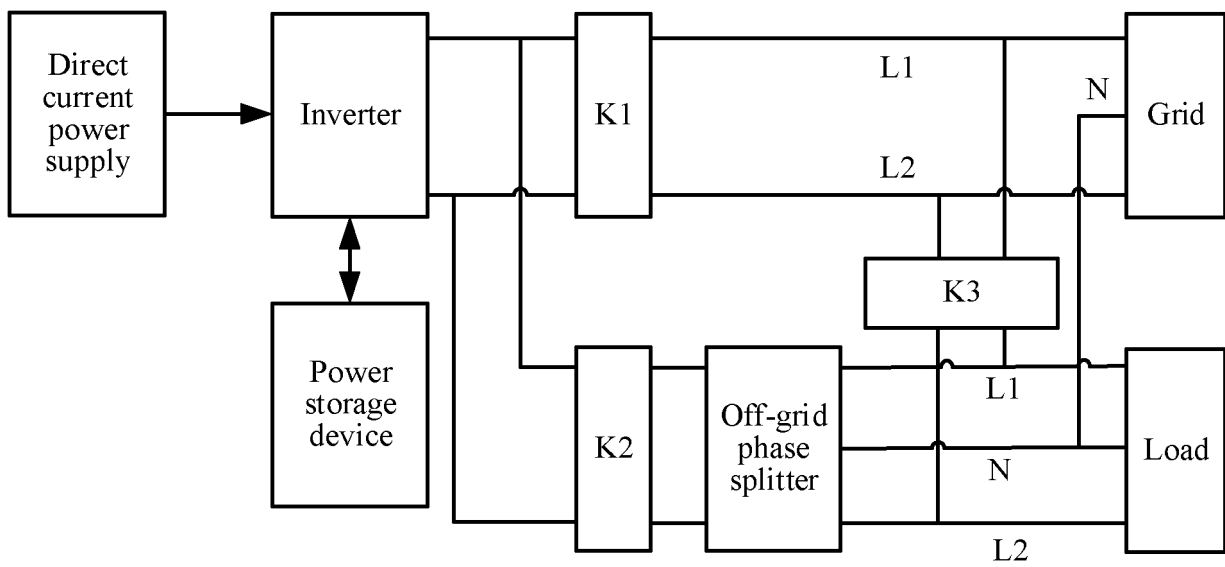 Direct
current
power
supply
Inverter
K1
L1
L2
N
Grid
K3
Power
storage
device
K2
Off-grid
phase
splitter
L1
N
L2
Load